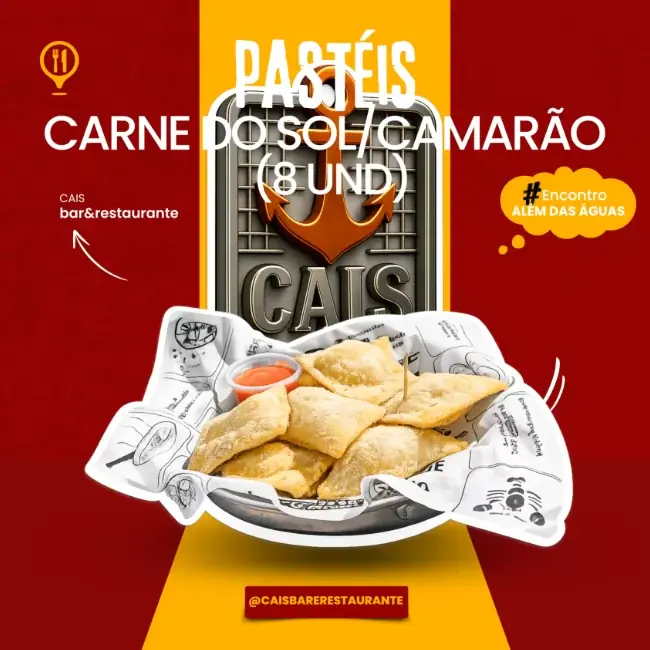 PASTÉIS
CARNE DO SOL/CAMARÃO
(8 UND)
CAIS
bar&restaurante
#Encontro
ALÉM DAS ÁGUAS
CAIS
@CAISBARERESTAURANTE